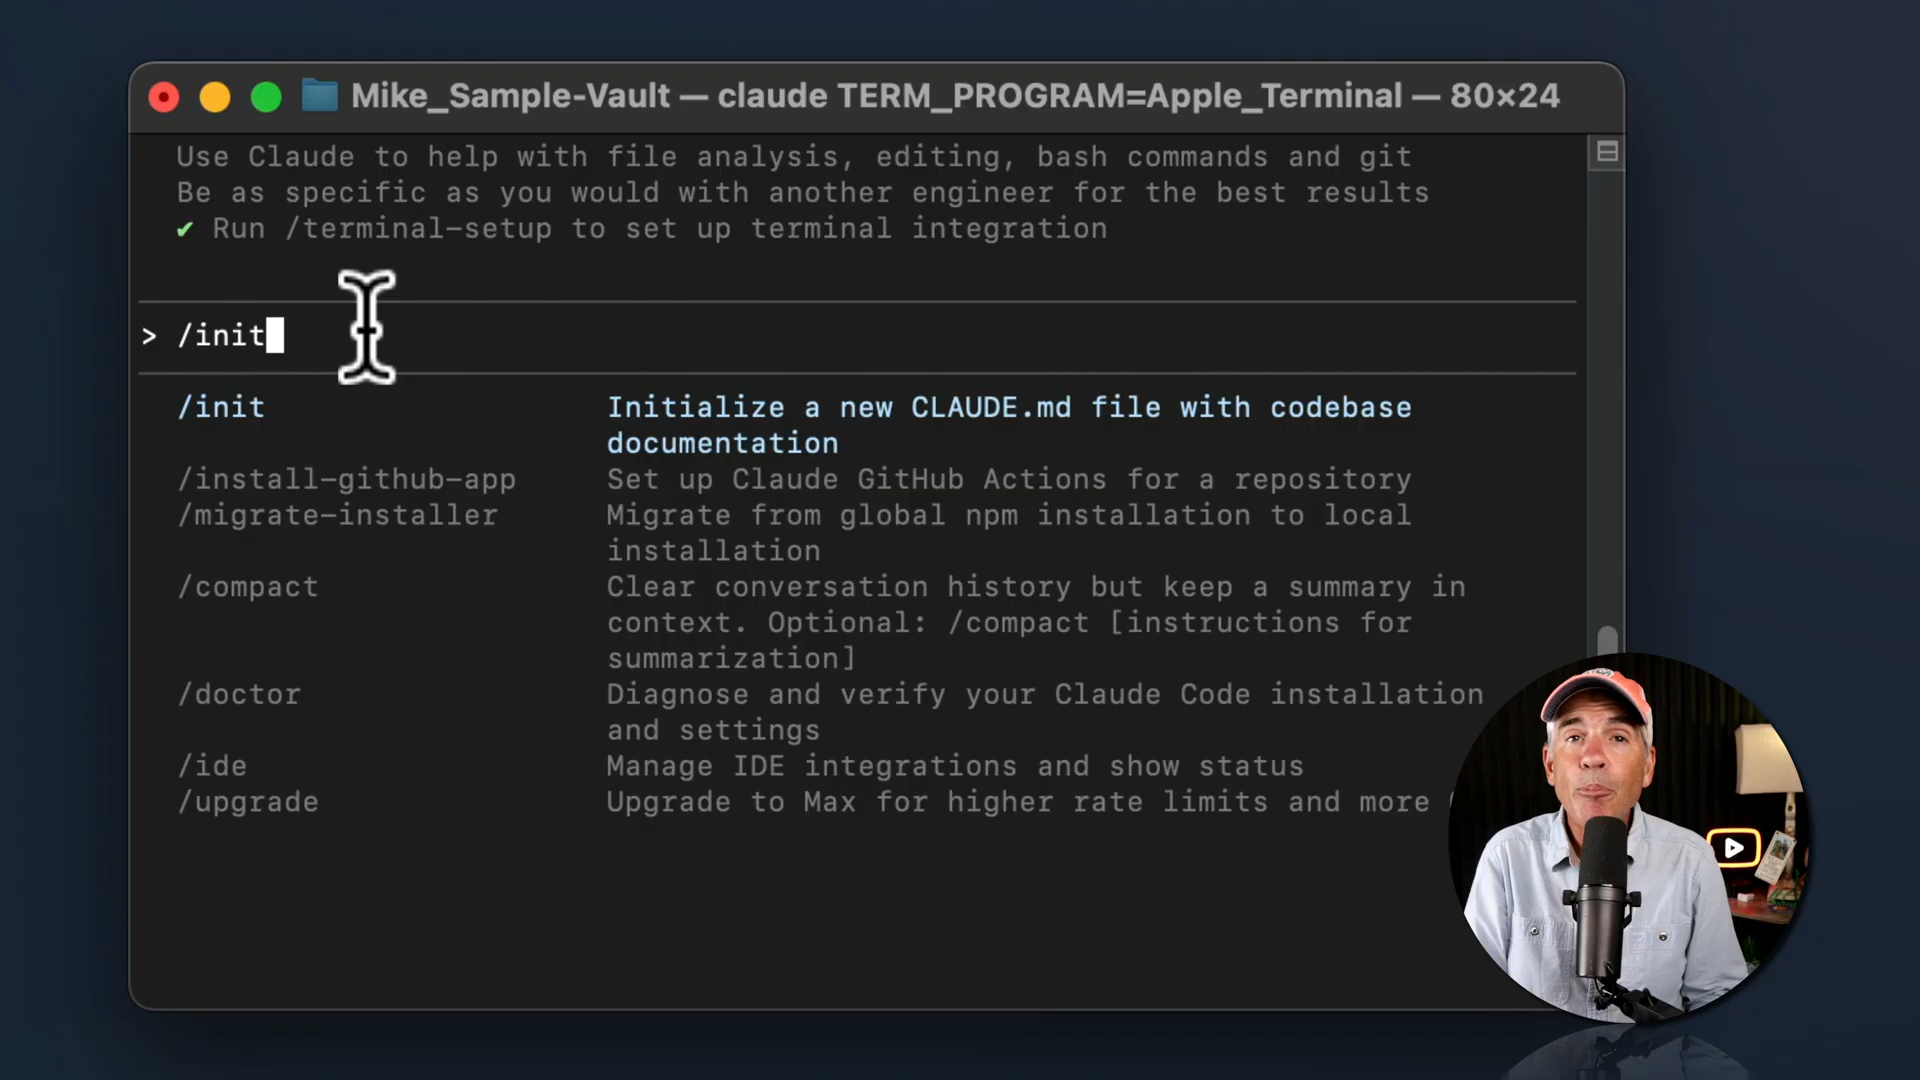 Mike_Sample-Vault — claude TERM_PROGRAM=Apple_Terminal — 80×24
Use Claude to help with file analysis, editing, bash commands and git
Be as specific as you would with another engineer for the best results
✔ Run /terminal-setup to set up terminal integration
> /init
/init Initialize a new CLAUDE.md file with codebase
documentation
/install-github-app Set up Claude GitHub Actions for a repository
/migrate-installer Migrate from global npm installation to local
installation
/compact Clear conversation history but keep a summary in
context. Optional: /compact [instructions for
summarization]
/doctor Diagnose and verify your Claude Code installation
and settings
/ide Manage IDE integrations and show status
/upgrade Upgrade to Max for higher rate limits and more